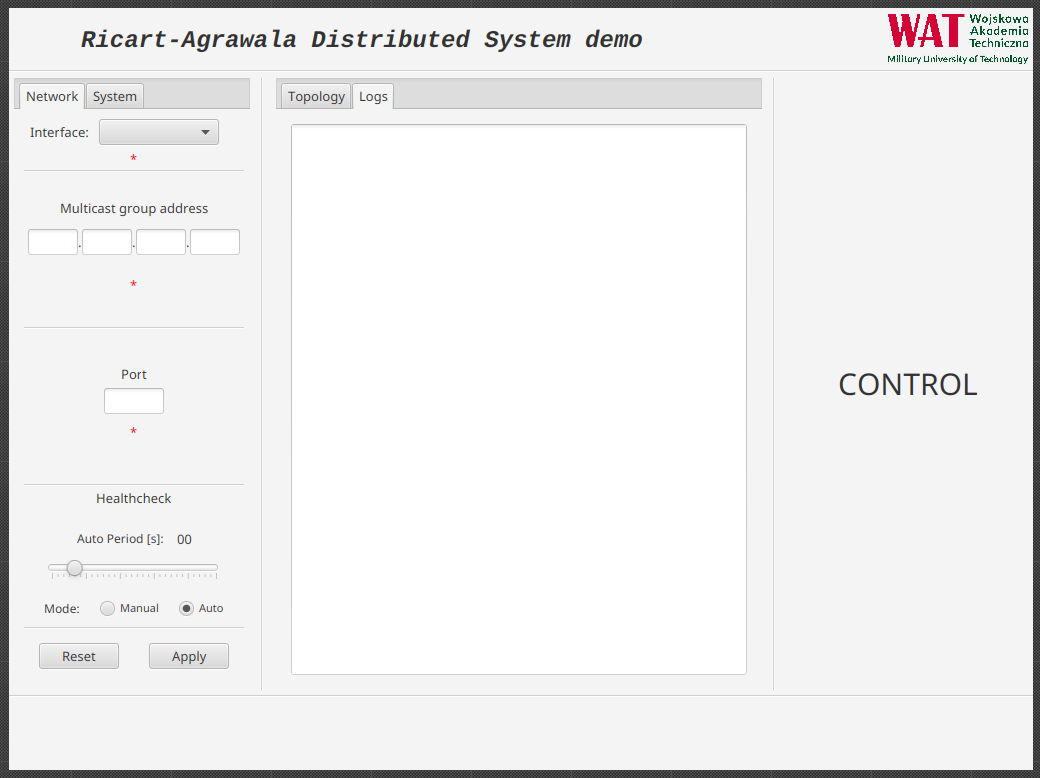 Ricart-Agrawala Distributed System demo
WAT Wojskowa
Akademia
Techniczna
Military University of Technology
Network System
Interface:
*
Multicast group address
. . .
*
Port
*
Healthcheck
Auto Period [s]: 00
Mode: Manual Auto
Reset Apply
Topology Logs
CONTROL